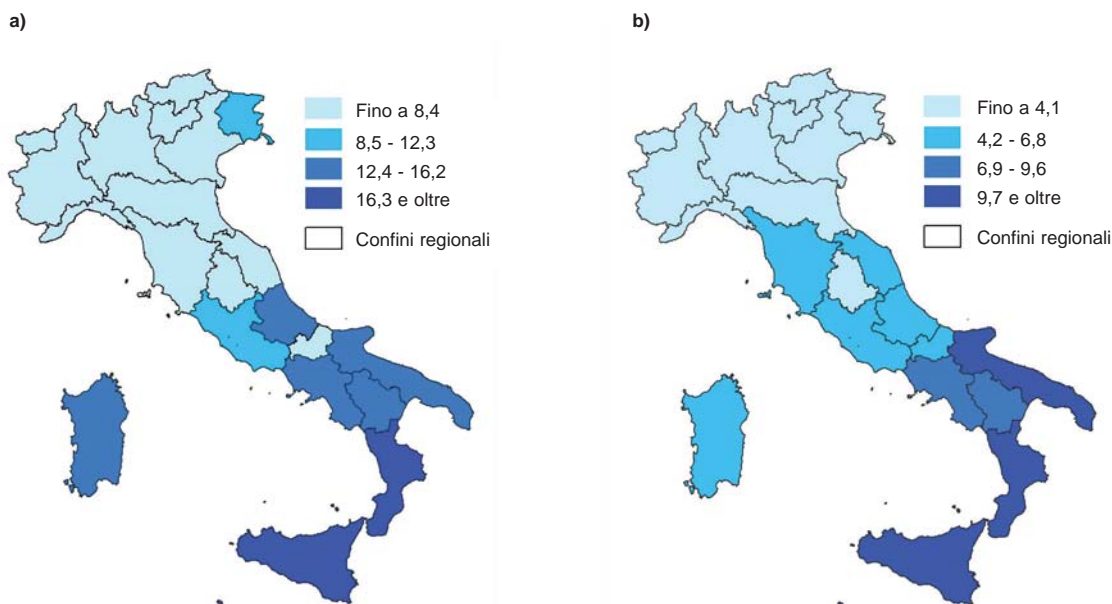 a)
Fino a 8,4
8,5 - 12,3
12,4 - 16,2
16,3 e oltre
Confini regionali
b)
Fino a 4,1
4,2 - 6,8
6,9 - 9,6
9,7 e oltre
Confini regionali